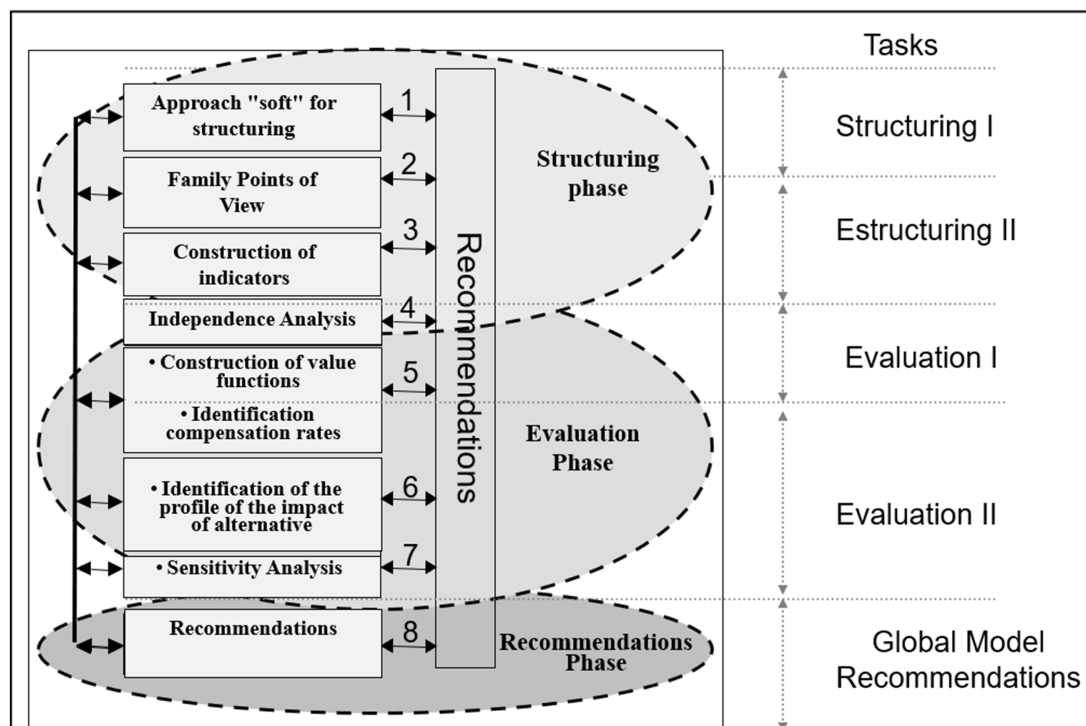 Tasks
Approach "soft" for
structuring
1
Structuring I
Family Points of
View
2
Structuring
phase
Construction of
indicators
3
Estructuring II
Recommendations
Independence Analysis
4
• Construction of value
functions
5
Evaluation I
• Identification
compensation rates
Evaluation
Phase
• Identification of the
profile of the impact
of alternative
6
Evaluation II
• Sensitivity Analysis
7
Recommendations
8
Recommendations
Phase
Global Model
Recommendations